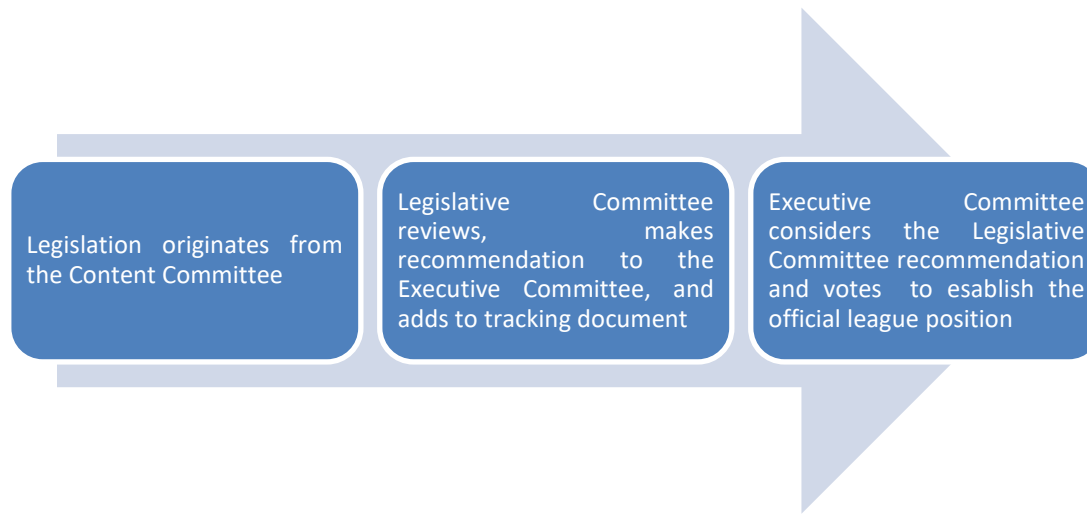 Legislation originates from
the Content Committee
Legislative Committee
reviews, makes
recommendation to the
Executive Committee, and
adds to tracking document
Executive Committee
considers the Legislative
Committee recommendation
and votes to esablish the
official league position